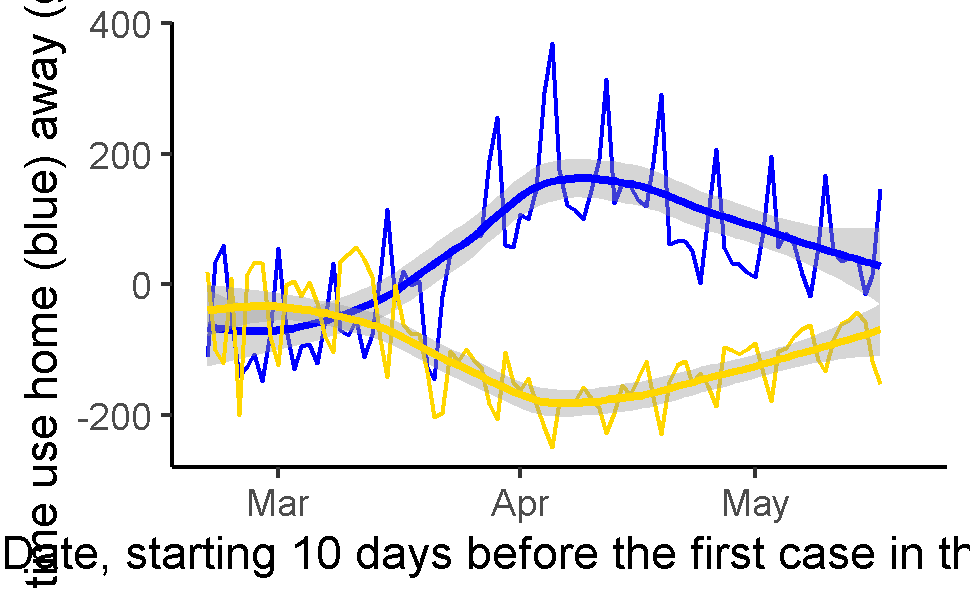 time use home (blue) away (
400
200
0
-200
Mar Apr May
Date, starting 10 days before the first case in th